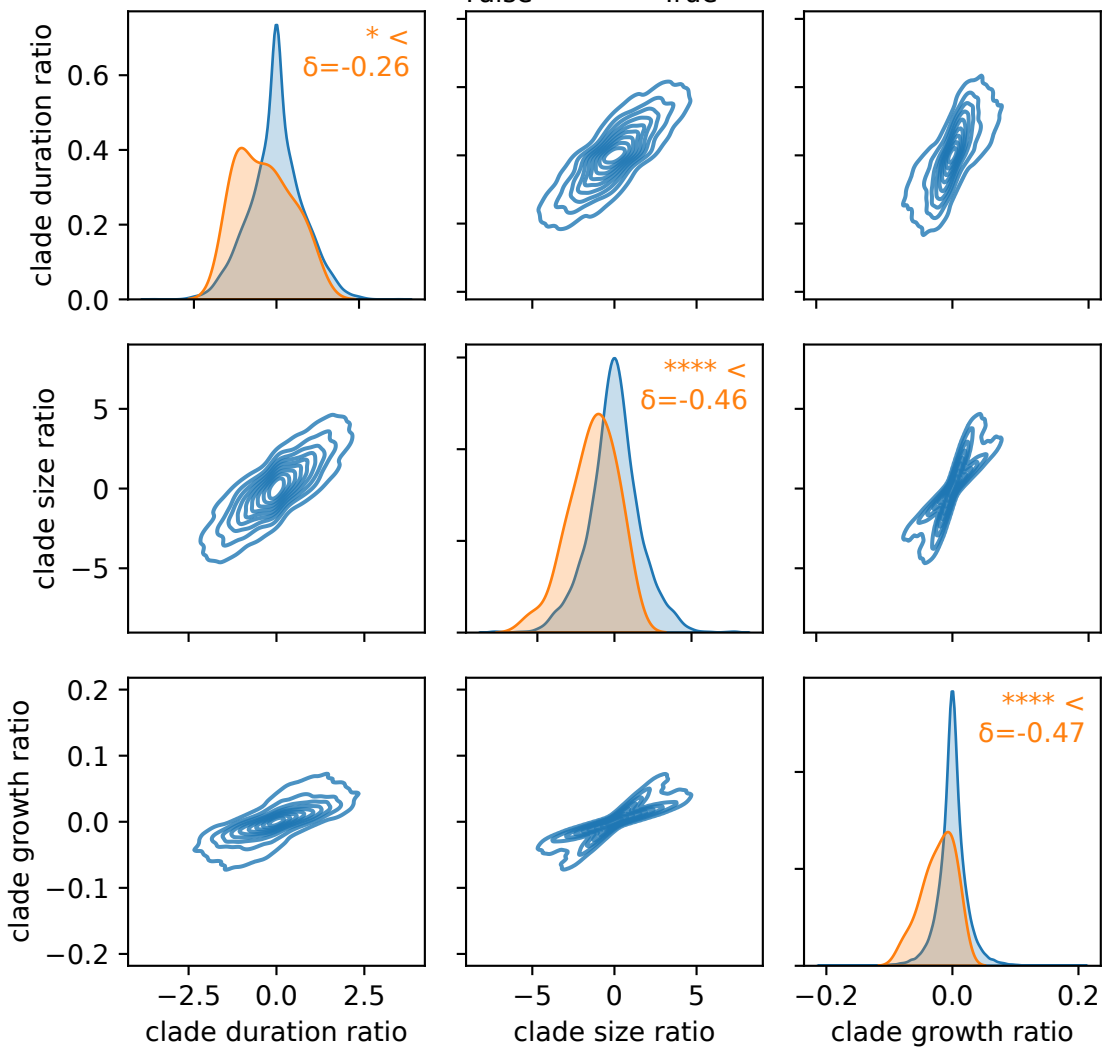 clade duration ratio
0.6
0.4
0.2
0.0
* <
δ=-0.26
clade size ratio
5
0
−5
**** <
δ=-0.46
clade growth ratio
0.2
0.1
0.0
−0.1
−0.2
**** <
δ=-0.47
−2.5 0.0 2.5
−5 0 5
−0.2 0.0 0.2
clade duration ratio
clade size ratio
clade growth ratio